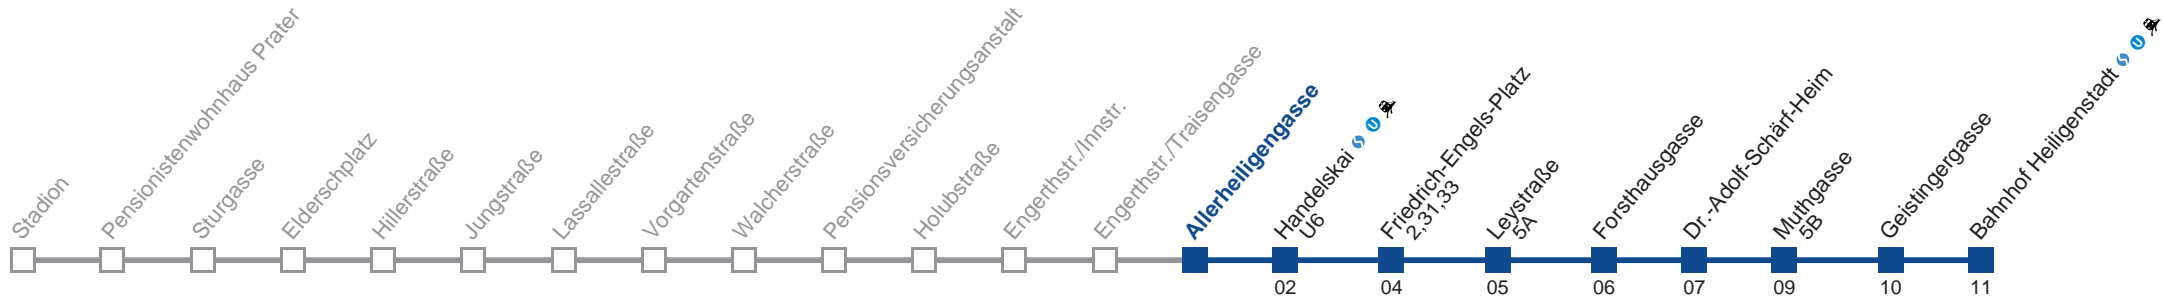 Stadion
Pensionistenwohnhaus Prater
Sturgasse
Elderschplatz
Hillerstraße
Jungstraße
Lassallestraße
Vorgartenstraße
Walcherstraße
Pensionsversicherungsanstalt
Holubstraße
Engerthstr./Innstr.
Engerthstr./Traisengasse
Allerheiligengasse
Handelskai S U
U6
02
Friedrich-Engels-Platz
2,31,33
04
Leystraße
5A
05
Forsthausgasse
06
Dr.-Adolf-Schärf-Heim
07
Muthgasse
5B
09
Geistingergasse
10
Bahnhof Heiligenstadt S U
11